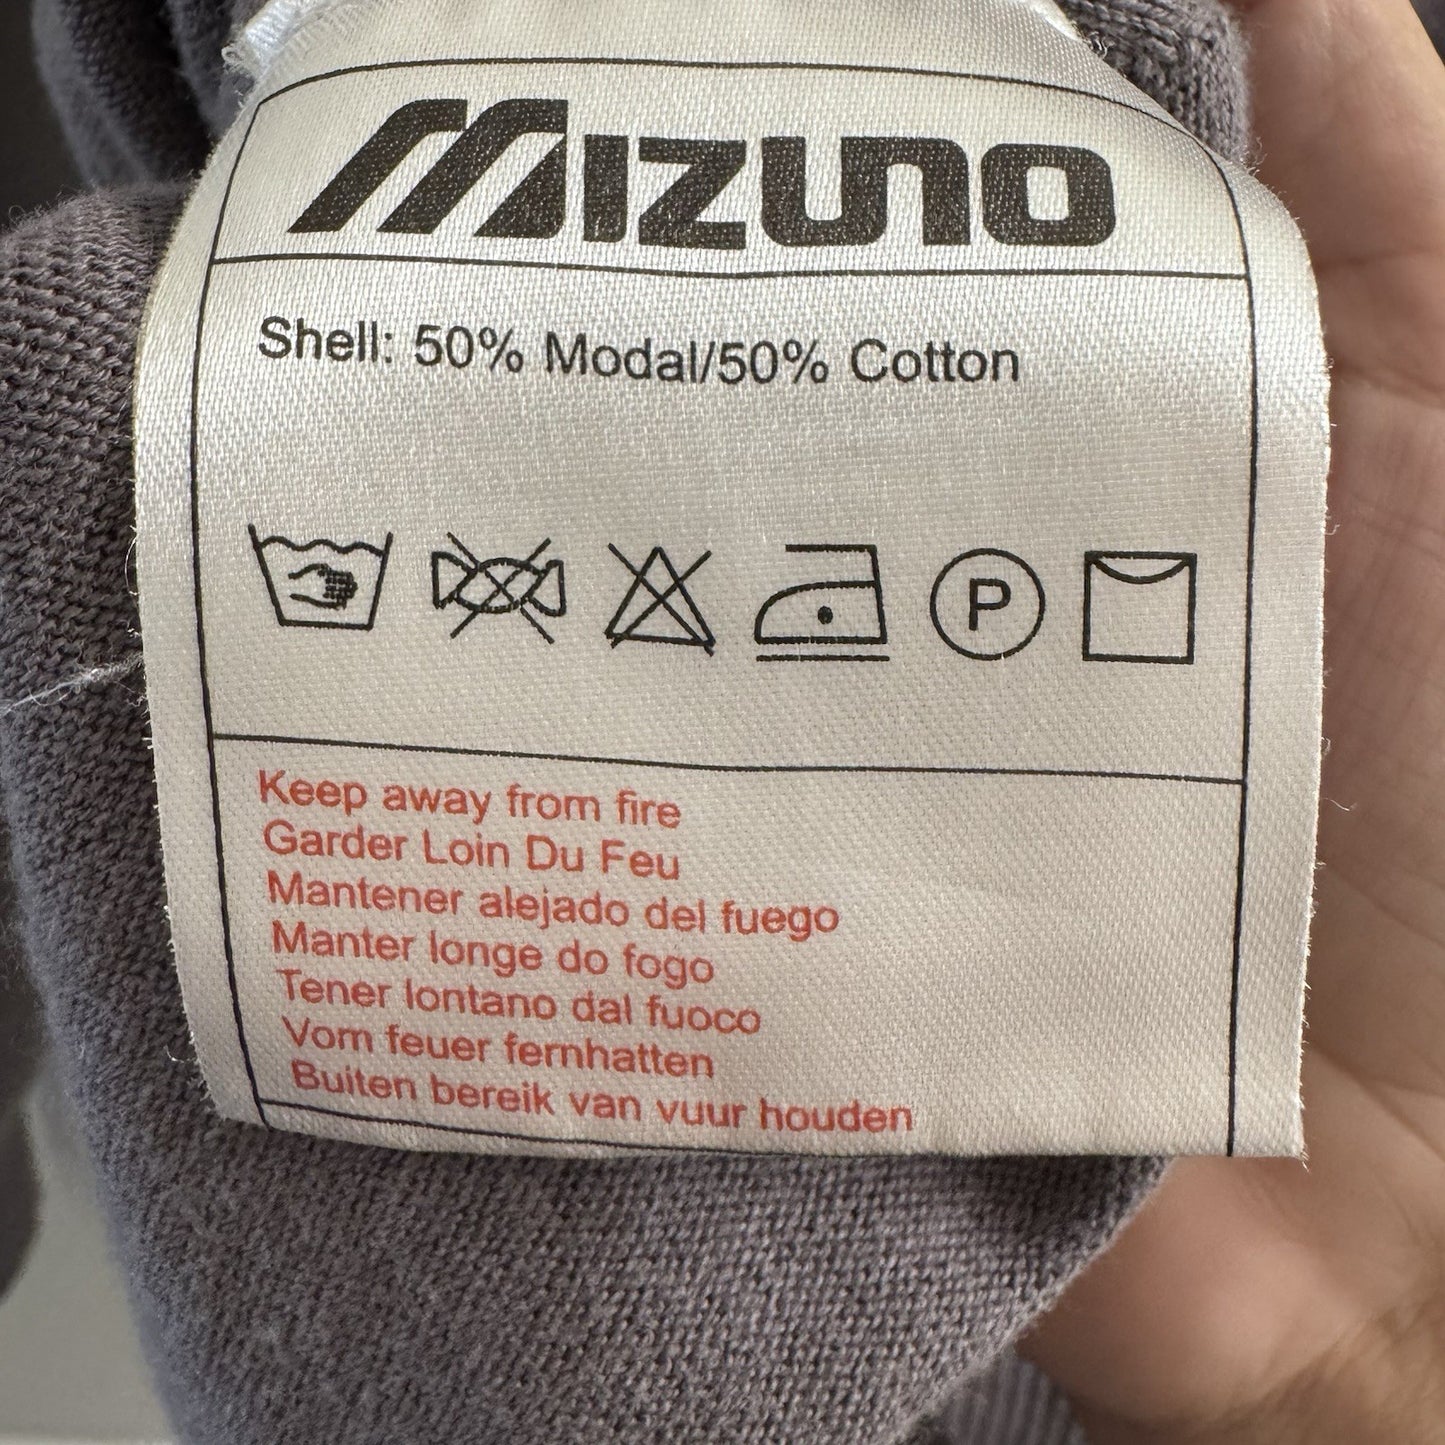 MIZUNO
Shell: 50% Modal/50% Cotton
P
Keep away from fire
Garder Loin Du Feu
Mantener alejado del fuego
Manter longe do fogo
Tener lontano dal fuoco
Vom feuer fernhatten
Buiten bereik van vuur houden